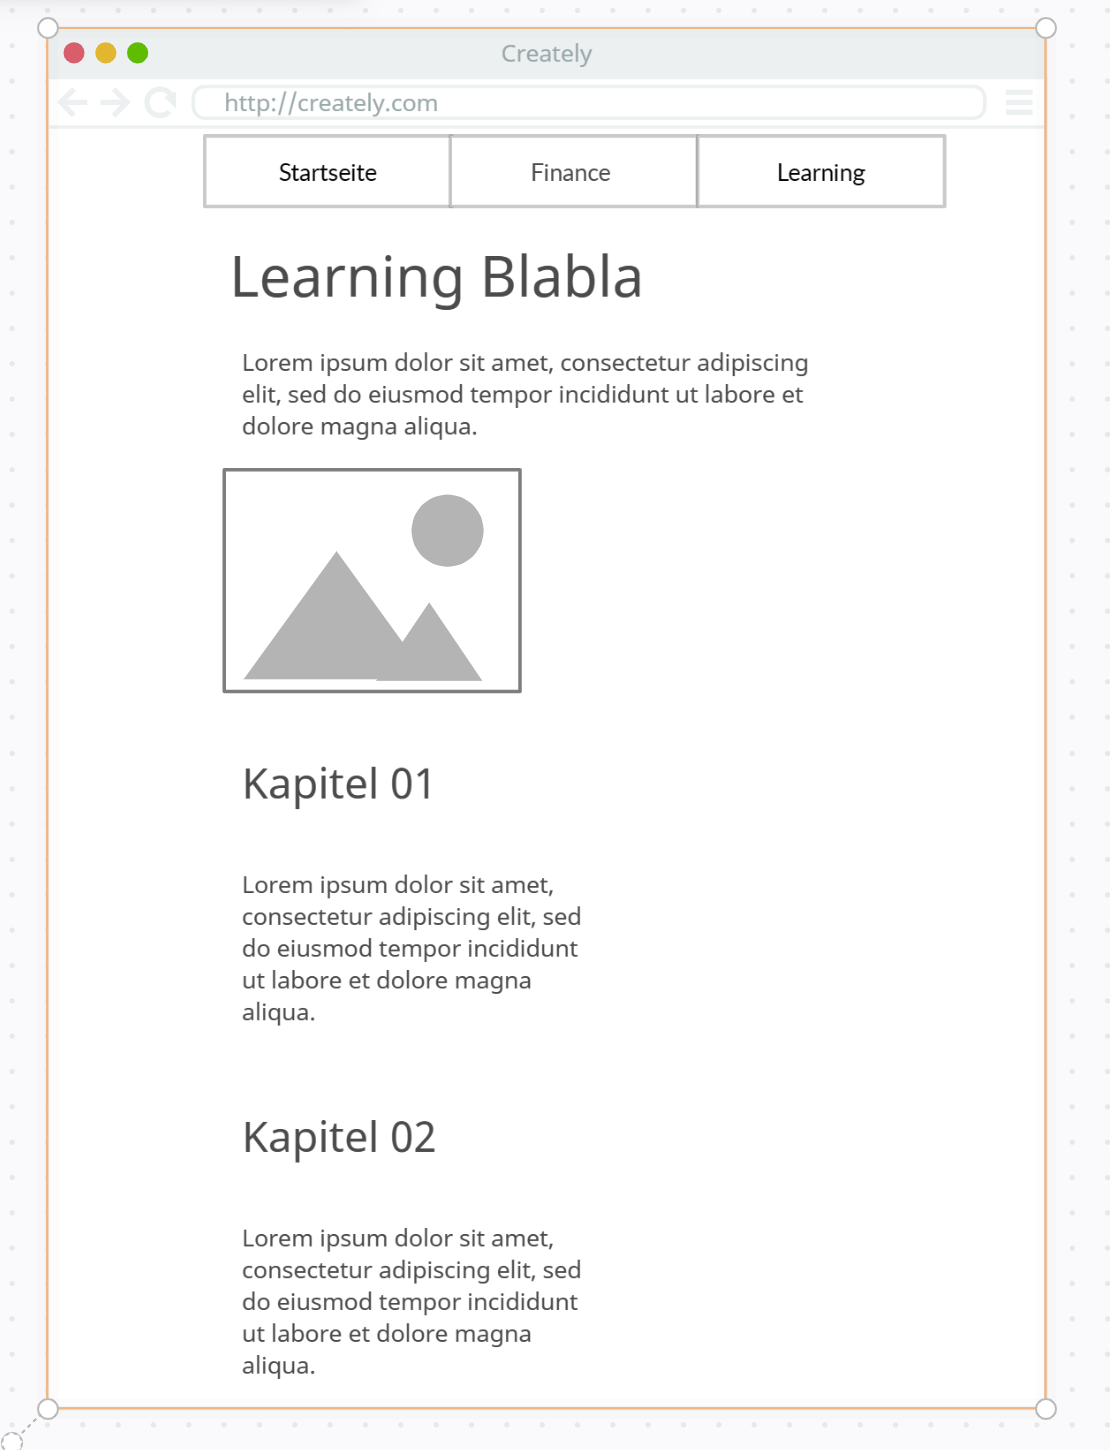 Creately
http://creately.com
Startseite
Finance
Learning
Learning Blabla
Lorem ipsum dolor sit amet, consectetur adipiscing
elit, sed do eiusmod tempor incididunt ut labore et
dolore magna aliqua.
Kapitel 01
Lorem ipsum dolor sit amet,
consectetur adipiscing elit, sed
do eiusmod tempor incididunt
ut labore et dolore magna
aliqua.
Kapitel 02
Lorem ipsum dolor sit amet,
consectetur adipiscing elit, sed
do eiusmod tempor incididunt
ut labore et dolore magna
aliqua.